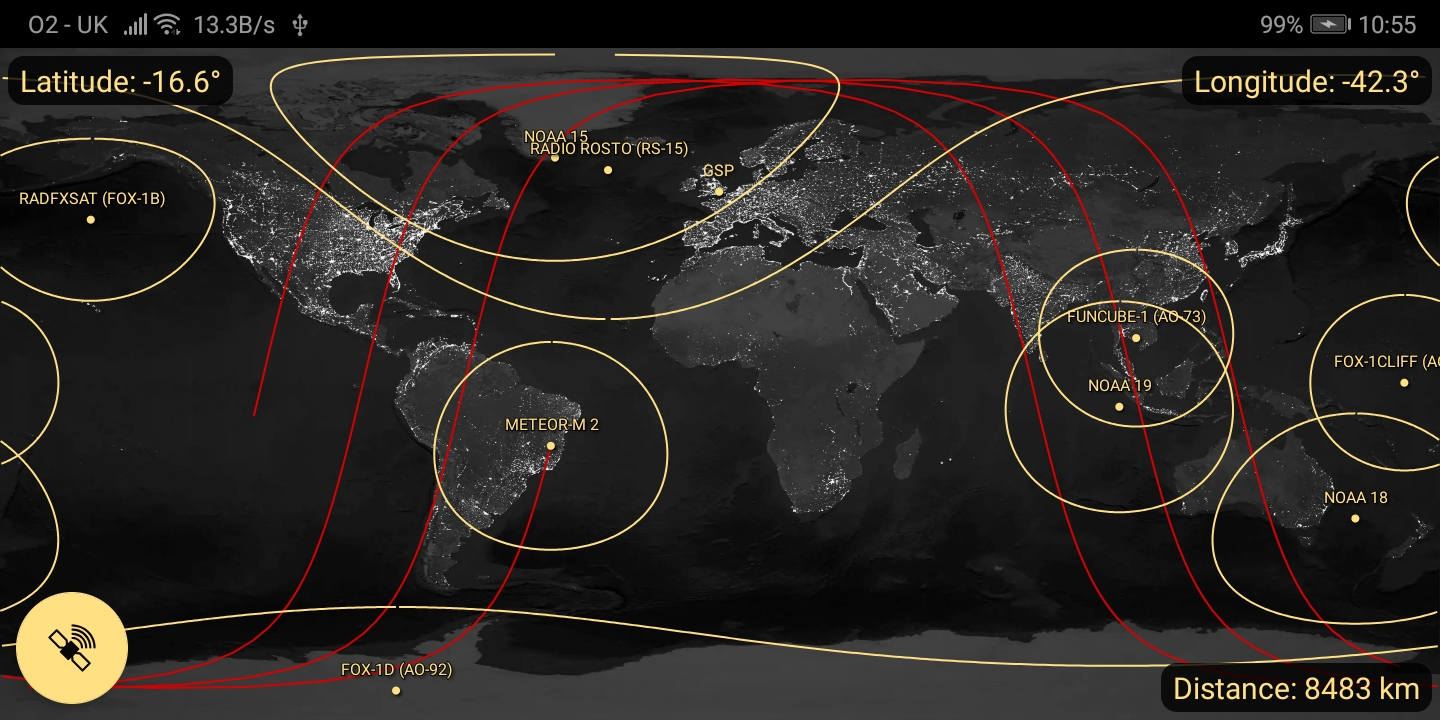 O2 - UK 13.3B/s 99% 10:55
Latitude: -16.6° Longitude: -42.3°
NOAA 15
RADIO ROSTO (RS-15)
GSP
RADFXSAT (FOX-1B)
FUNCUBE-1 (AO-73)
FOX-1CLIFF (AO
NOAA 19
METEOR-M 2
NOAA 18
FOX-1D (AO-92)
Distance: 8483 km